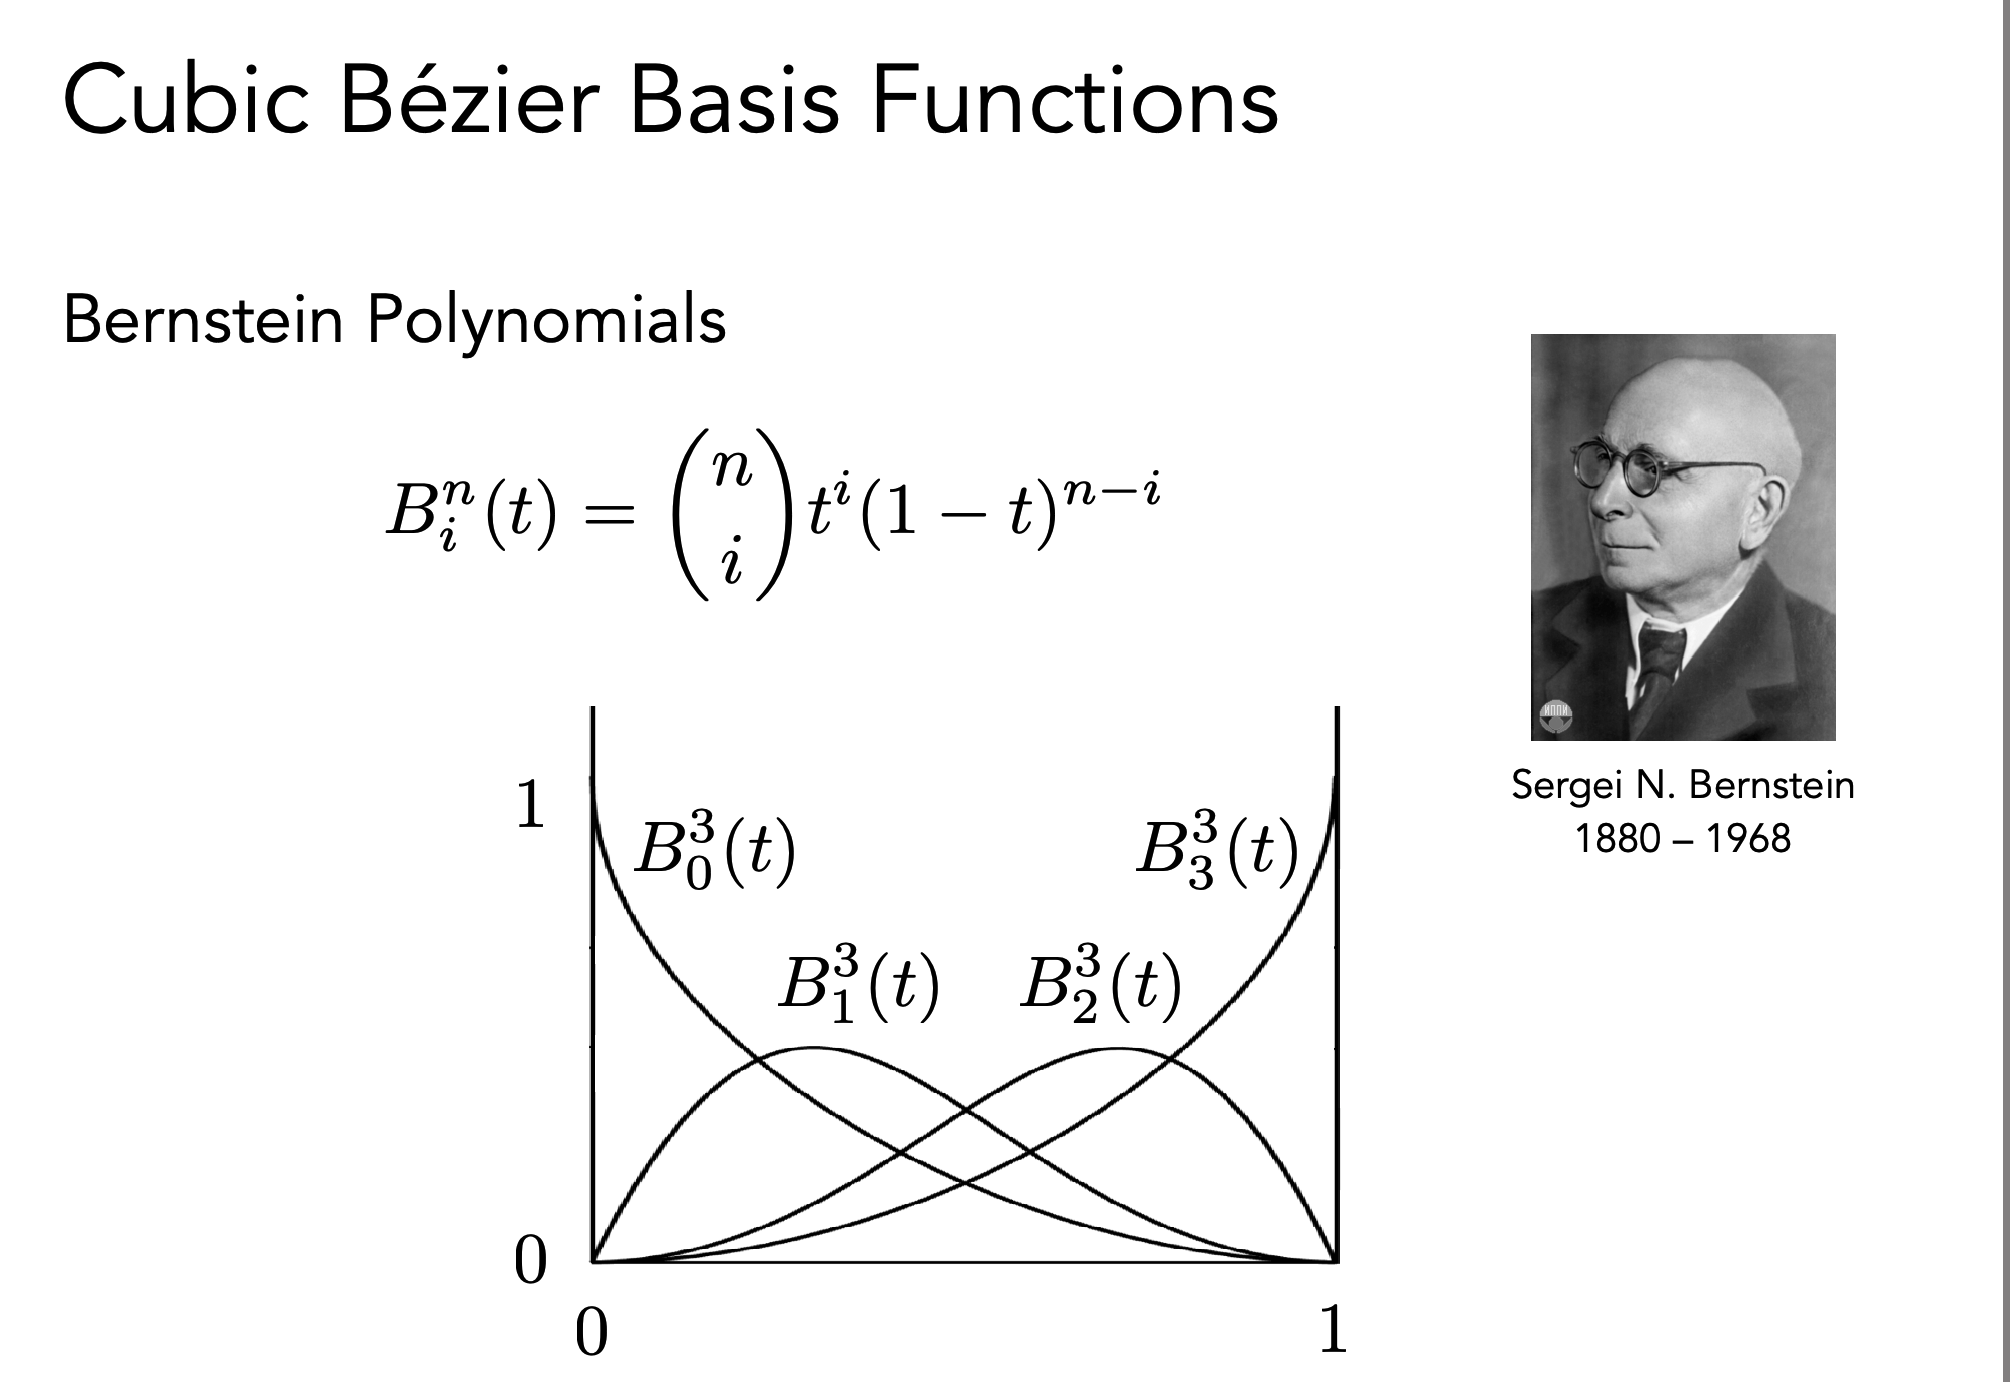 Cubic Bézier Basis Functions
Bernstein Polynomials
B_i^n(t) = \binom{n}{i} t^i (1 − t)^{n−i}
ИППИ
Sergei N. Bernstein
1880 – 1968
1
B_0^3(t)
B_3^3(t)
B_1^3(t)
B_2^3(t)
0
0
1